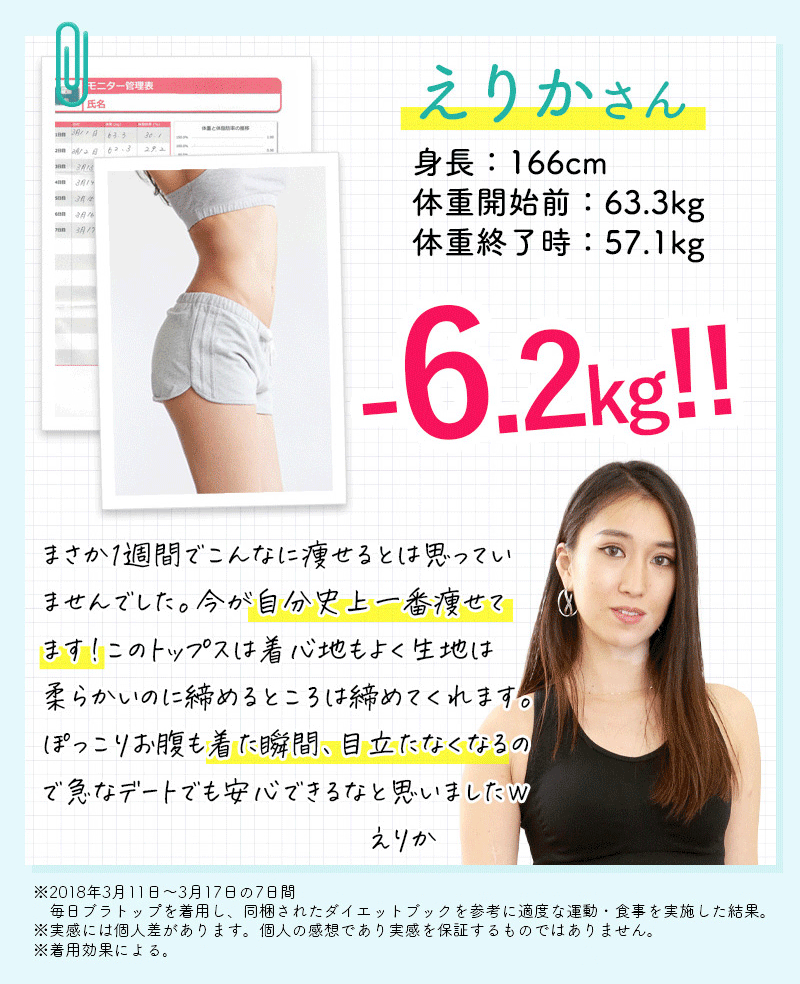 モニター管理表
氏名
えりかさん
身長：166cm
体重開始前：63.3kg
体重終了時：57.1kg
-6.2kg!!
まさか1週間でこんなに痩せるとは思ってい
ませんでした。今が自分史上一番痩せて
ます！このトップスは着心地もよく生地は
柔らかいのに締めるところは締めてくれます。
ぽっこりお腹も着た瞬間、目立たなくなるの
で急なデートでも安心できるなと思いましたw
えりか
※2018年3月11日～3月17日の7日間
毎日ブラトップを着用し、同梱されたダイエットブックを参考に適度な運動・食事を実施した結果。
※実感には個人差があります。個人の感想であり実感を保証するものではありません。
※着用効果による。